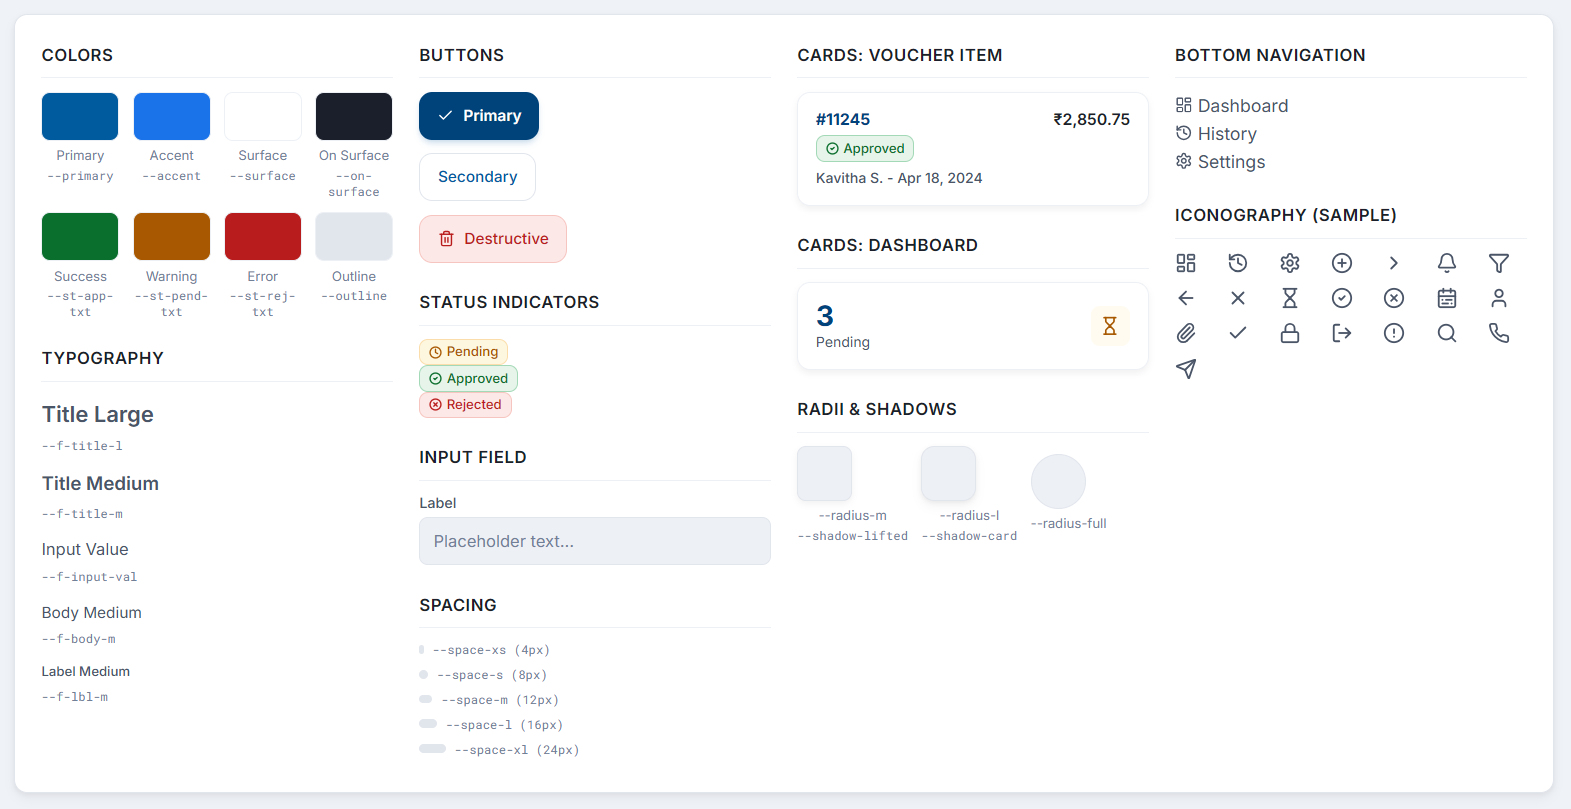 COLORS
Primary
--primary
Accent
--accent
Surface
--surface
On Surface
--on-
surface
Success
--st-app-
txt
Warning
--st-pend-
txt
Error
--st-rej-
txt
Outline
--outline
TYPOGRAPHY
Title Large
--f-title-l
Title Medium
--f-title-m
Input Value
--f-input-val
Body Medium
--f-body-m
Label Medium
--f-lbl-m
BUTTONS
Primary
Secondary
Destructive
STATUS INDICATORS
Pending
Approved
Rejected
INPUT FIELD
Label
Placeholder text...
SPACING
--space-xs (4px)
--space-s (8px)
--space-m (12px)
--space-l (16px)
--space-xl (24px)
CARDS: VOUCHER ITEM
#11245 ₹2,850.75
Approved
Kavitha S. - Apr 18, 2024
CARDS: DASHBOARD
3
Pending
RADII & SHADOWS
--radius-m
--shadow-lifted
--radius-l
--shadow-card
--radius-full
BOTTOM NAVIGATION
Dashboard
History
Settings
ICONOGRAPHY (SAMPLE)